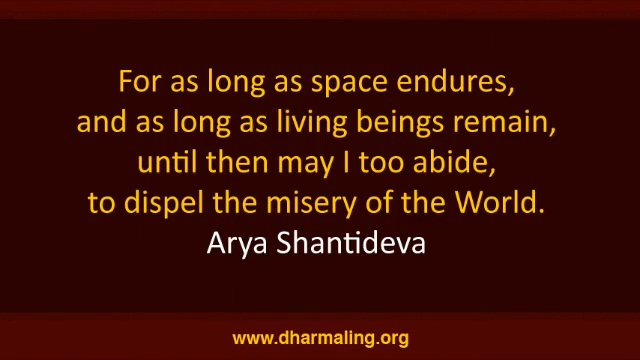 For as long as space endures,
and as long as living beings remain,
until then may I too abide,
to dispel the misery of the World.
Arya Shantideva
www.dharmaling.org